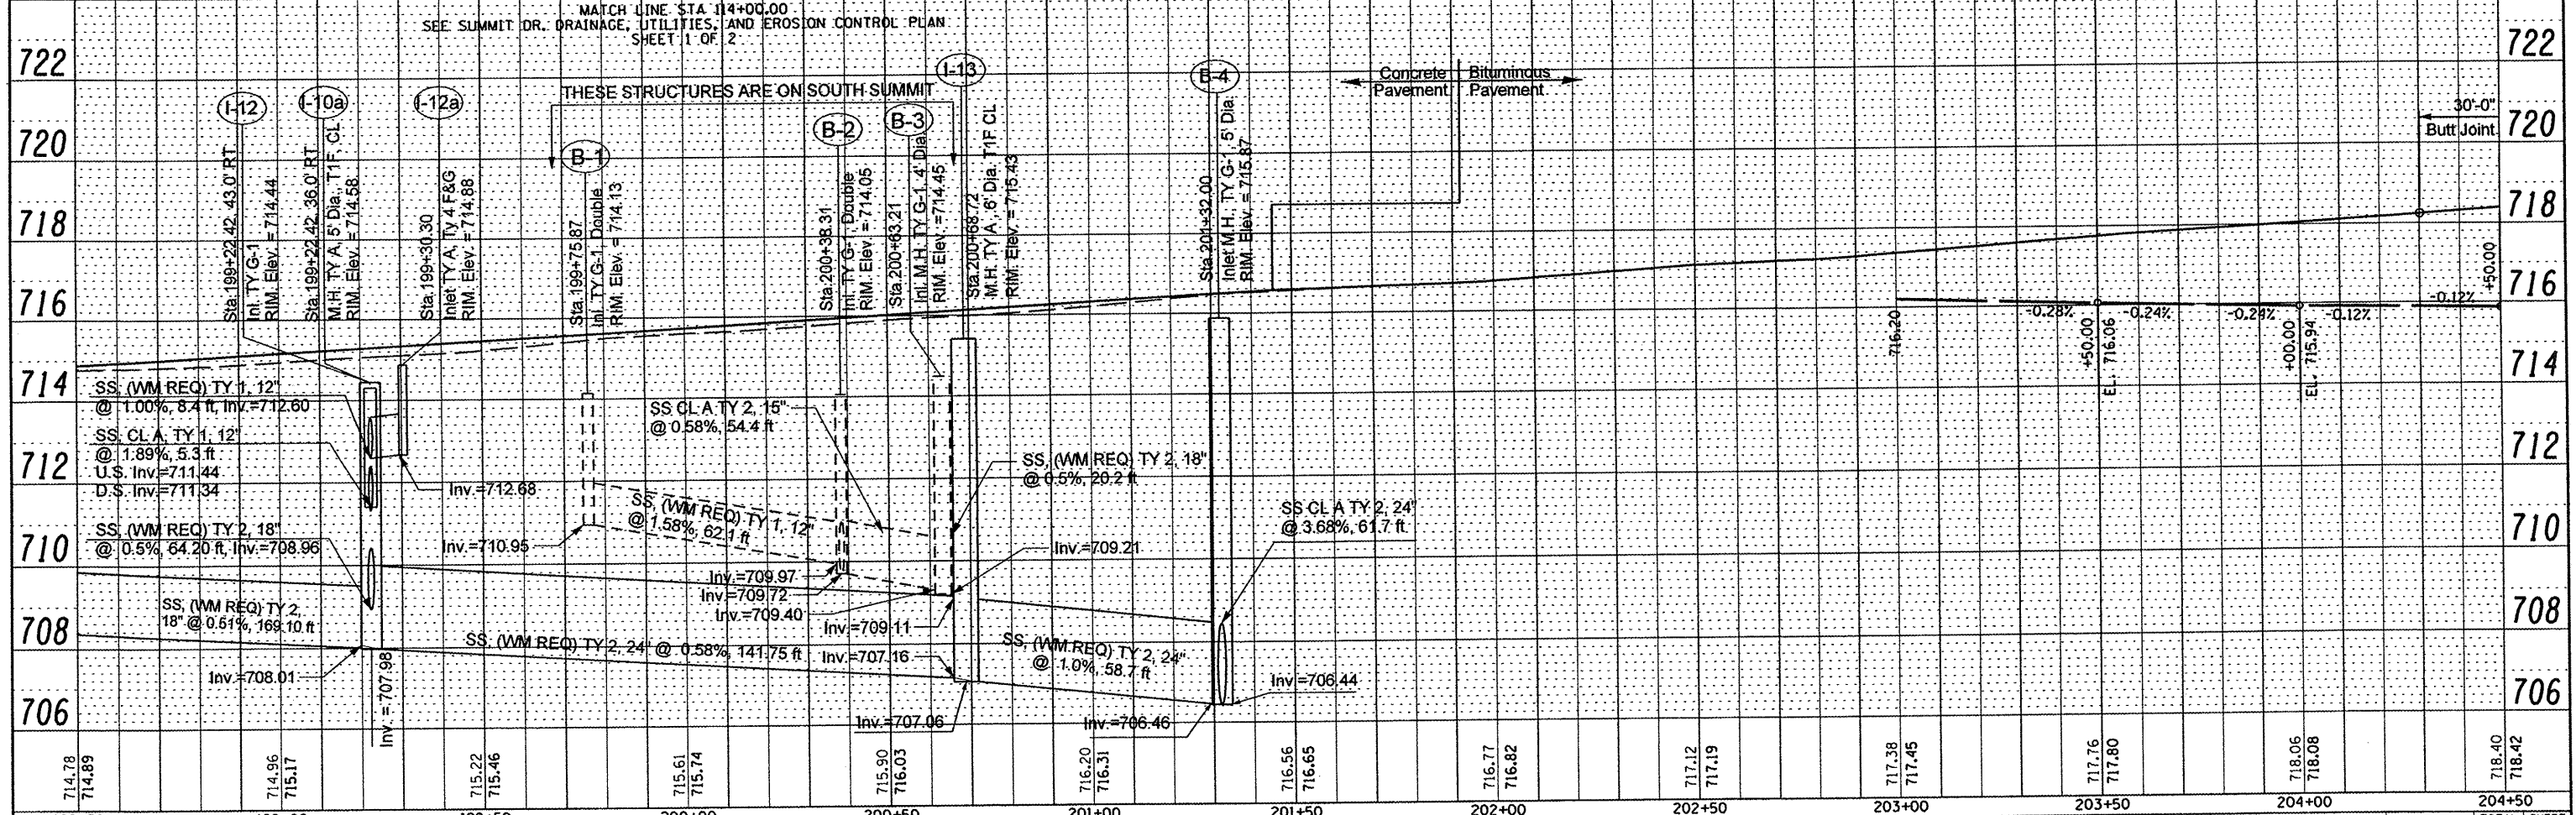 MATCH LINE STA 114+00.00
SEE SUMMIT DR. DRAINAGE, UTILITIES, AND EROSION CONTROL PLAN
SHEET 1 OF 2
722
720
718
716
714
712
710
708
706
722
720
718
716
714
712
710
708
706
I-12
Sta.199+22.42, 43.0' RT
Inl. TY G-1
RIM. Elev. = 714.44
I-10a
Sta.199+22.42, 36.0' RT
M.H. TY A, 5' Dia., T1F, CL
RIM. Elev. = 714.58
I-12a
Sta.199+30.30
Inlet TY A, Ty 4 F&G
RIM. Elev. = 714.88
THESE STRUCTURES ARE ON SOUTH SUMMIT
B-1
Sta.199+75.87
Inl. TY G-1, Double
RIM. Elev. = 714.13
B-2
Sta.200+38.31
Inl. TY G-1, Double
RIM. Elev. = 714.05
B-3
Sta.200+63.21
Inl. M.H. TY G-1, 4' Dia.
RIM. Elev.=714.45
I-13
Sta.200+68.72
M.H. TY A, 6' Dia. T1F CL
RIM. Elev. = 715.43
B-4
Sta.201+32.00
Inlet M.H., TY G-1, 5' Dia.
RIM Elev. = 715.87
Concrete Pavement
Bituminous Pavement
30'-0"
Butt Joint
SS, (WM REQ) TY 1, 12"
@ 1.00%, 8.4 ft, Inv.=712.60
SS, CL A, TY 1, 12"
@ 1.89%, 5.3 ft
U.S. Inv.=711.44
D.S. Inv.=711.34
SS, (WM REQ) TY 2, 18"
@ 0.5%, 64.20 ft, Inv.=708.96
SS, (WM REQ) TY 2,
18" @ 0.51%, 169.10 ft
Inv.=708.01
Inv. = 707.98
Inv.=712.68
Inv.=710.95
SS, (WM REQ) TY 1, 12"
@ 1.58%, 62.1 ft
SS CL A TY 2, 15"
@ 0.58%, 54.4 ft
Inv.=709.97
Inv.=709.72
Inv.=709.40
Inv.=709.11
SS, (WM REQ) TY 2, 24" @ 0.58%, 141.75 ft
Inv.=707.16
Inv.=707.06
SS, (WM REQ) TY 2, 18"
@ 0.5%, 20.2 ft
Inv.=709.21
SS, (WM REQ) TY 2, 24"
@ 1.0%, 58.7 ft
Inv.=706.46
SS CL A TY 2, 24"
@ 3.68%, 61.7 ft
Inv.=706.44
716.20
-0.28%
+50.00
EL. 716.06
-0.24%
-0.24%
+00.00
EL. 715.94
-0.12%
-0.12%
+50.00
714.78
714.89
714.96
715.17
715.22
715.46
715.61
715.74
715.90
716.03
716.20
716.31
716.56
716.65
716.77
716.82
717.12
717.19
717.38
717.45
717.76
717.80
718.06
718.08
718.40
718.42
200+50
201+00
201+50
202+00
202+50
203+00
203+50
204+00
204+50